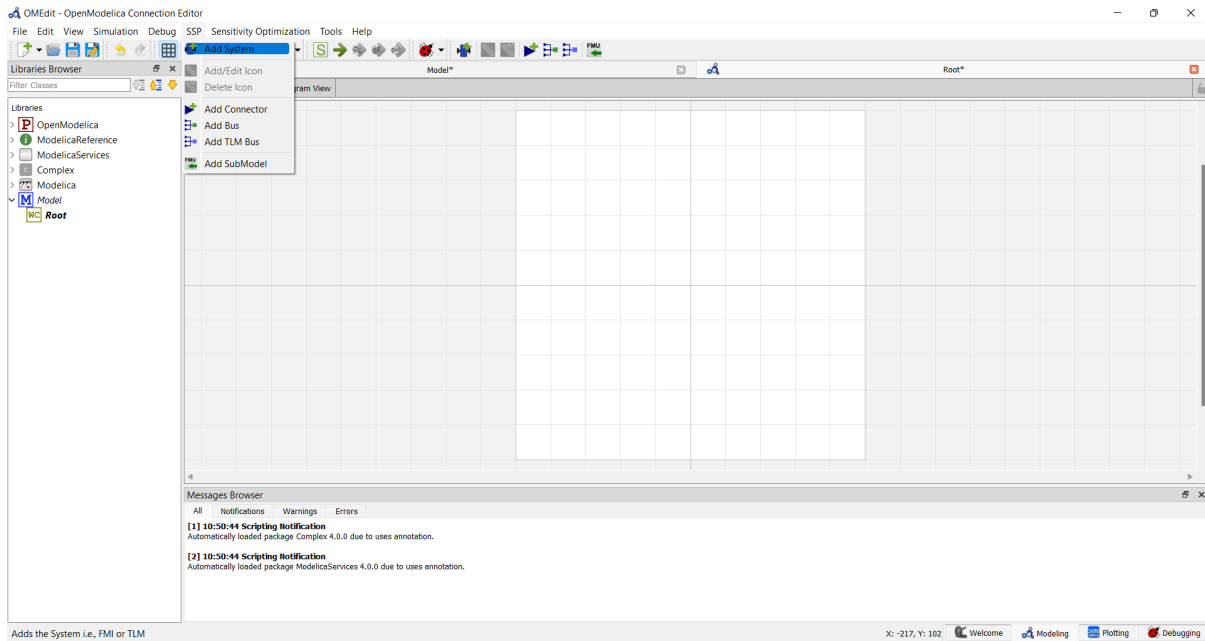 OMEdit - OpenModelica Connection Editor
File Edit View Simulation Debug SSP Sensitivity Optimization Tools Help
S
FMU
Add System
Add/Edit Icon
Delete Icon
Add Connector
Add Bus
Add TLM Bus
FMU
Add SubModel
Libraries Browser
Filter Classes
Libraries
P OpenModelica
i ModelicaReference
ModelicaServices
c Complex
Modelica
M Model
WC Root
Model*
Root*
gram View
Messages Browser
All Notifications Warnings Errors
[1] 10:50:44 Scripting Notification
Automatically loaded package Complex 4.0.0 due to uses annotation.
[2] 10:50:44 Scripting Notification
Automatically loaded package ModelicaServices 4.0.0 due to uses annotation.
Adds the System i.e., FMI or TLM
X: -217, Y: 102 Welcome Modeling Plotting Debugging